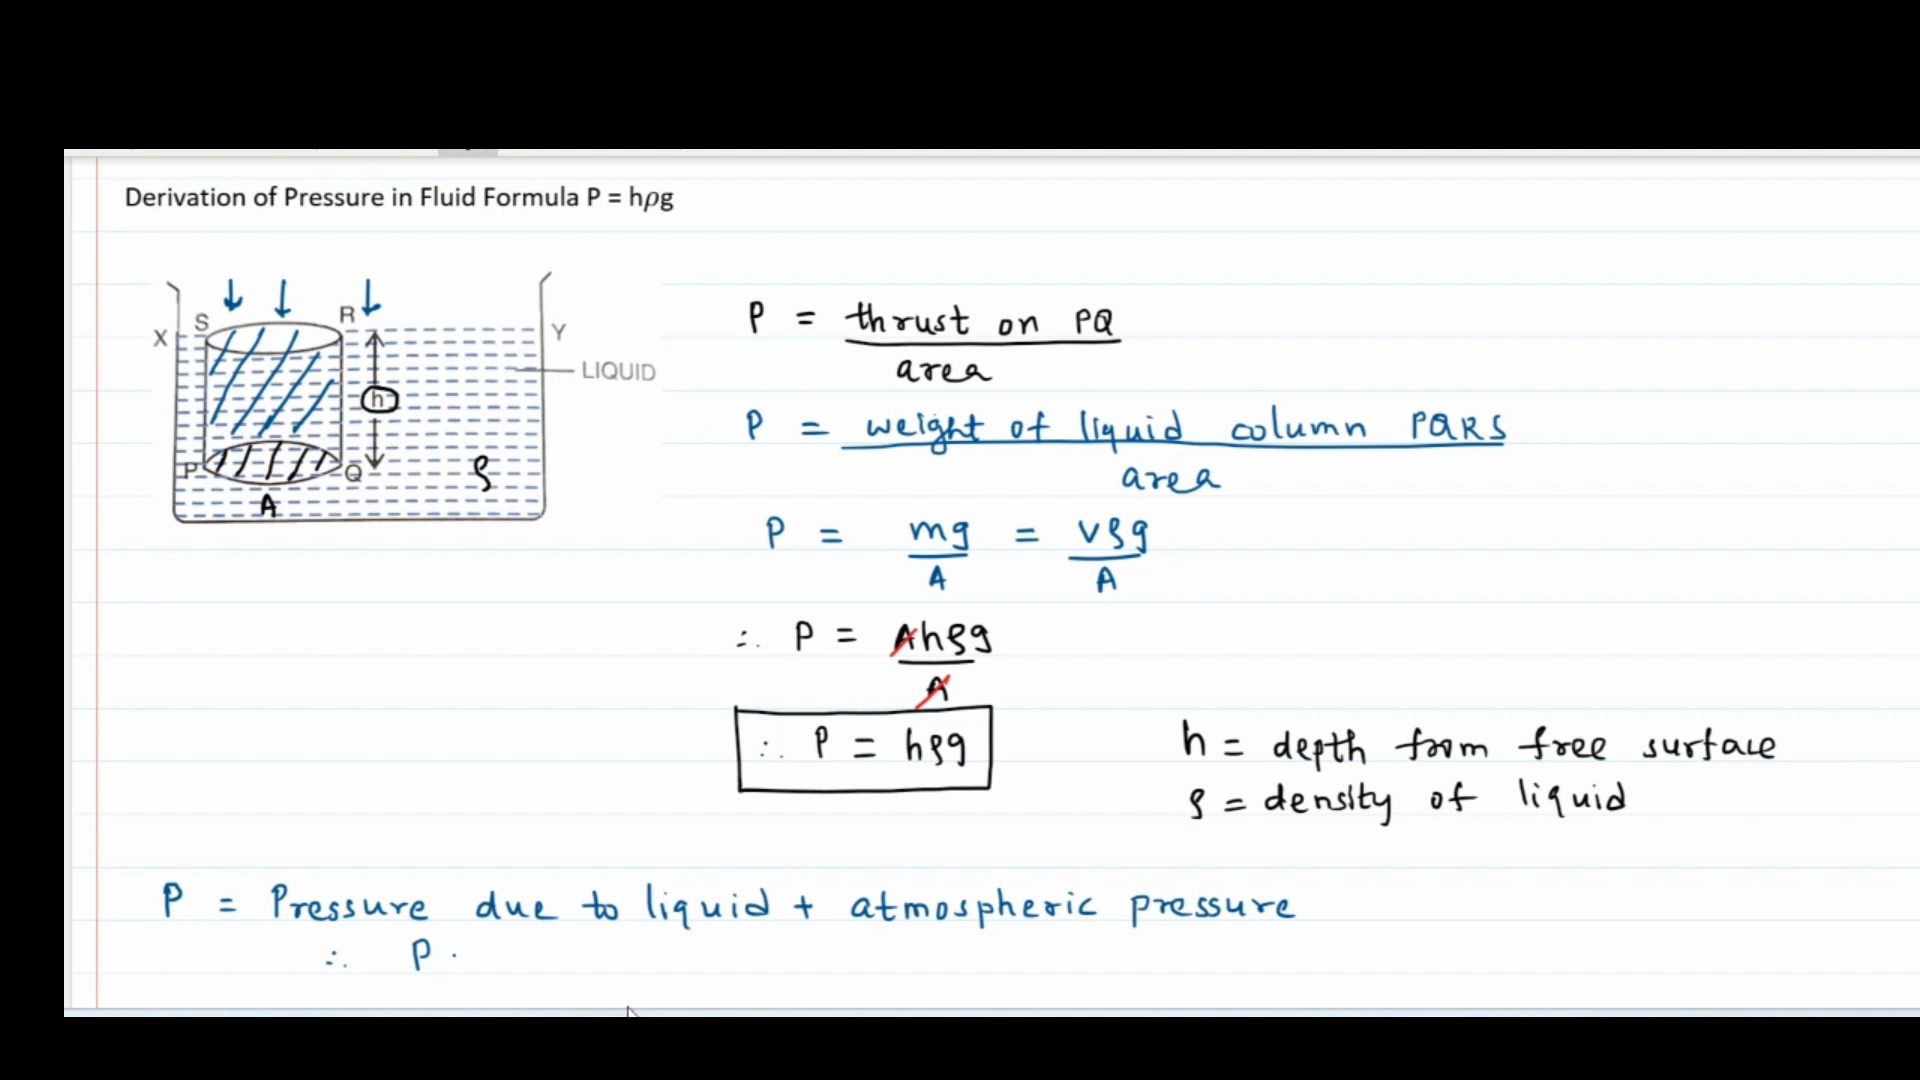 Derivation of Pressure in Fluid Formula P = hρg
S R
X Y
LIQUID
h
P Q ρ
A
P = thrust on PQ
area
P = weight of liquid column PQRS
area
P = mg = Vρg
A A
∴ P = Ahρg
A
∴ P = hρg
h = depth from free surface
ρ = density of liquid
P = Pressure due to liquid + atmospheric pressure
∴ P